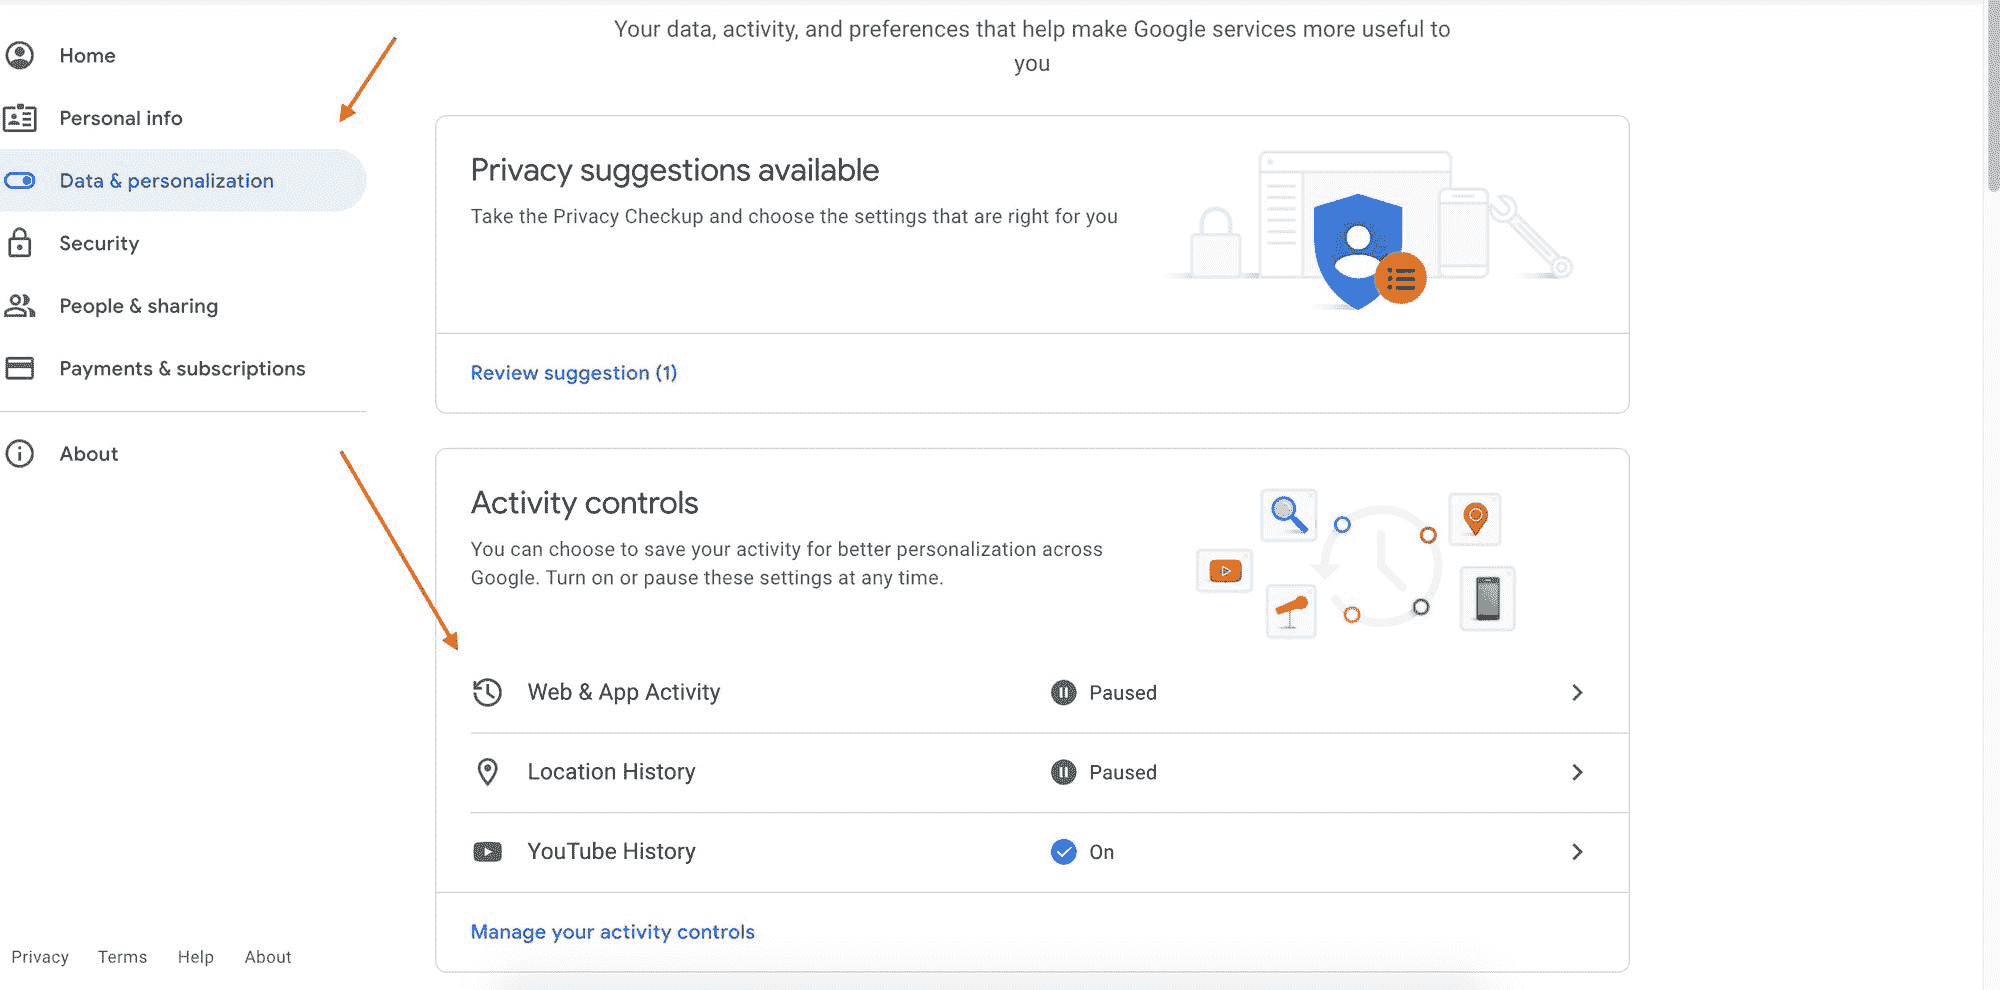 Your data, activity, and preferences that help make Google services more useful to
you
Home
Personal info
Data & personalization
Security
People & sharing
Payments & subscriptions
About
Privacy suggestions available
Take the Privacy Checkup and choose the settings that are right for you
Review suggestion (1)
Activity controls
You can choose to save your activity for better personalization across
Google. Turn on or pause these settings at any time.
Web & App Activity Paused
Location History Paused
YouTube History On
Manage your activity controls
Privacy Terms Help About